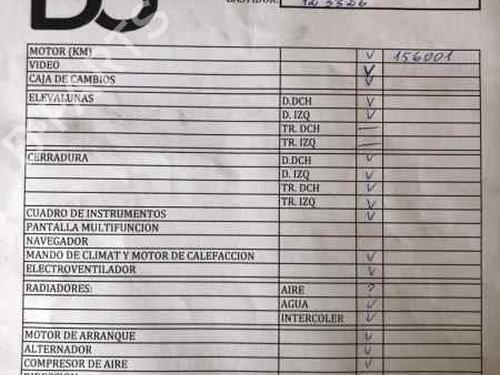 BASTIDOR:
MOTOR (KM) V 156001
VIDEO V
CAJA DE CAMBIOS V
ELEVALUNAS D.DCH V
D. IZQ V
TR. DCH —
TR. IZQ —
CERRADURA D.DCH V
D. IZQ V
TR. DCH V
TR. IZQ V
CUADRO DE INSTRUMENTOS V
PANTALLA MULTIFUNCION
NAVEGADOR
MANDO DE CLIMAT Y MOTOR DE CALEFACCION V
ELECTROVENTILADOR V
RADIADORES: AIRE ?
AGUA V
INTERCOLER V
MOTOR DE ARRANQUE V
ALTERNADOR V
COMPRESOR DE AIRE V
DIRECCION